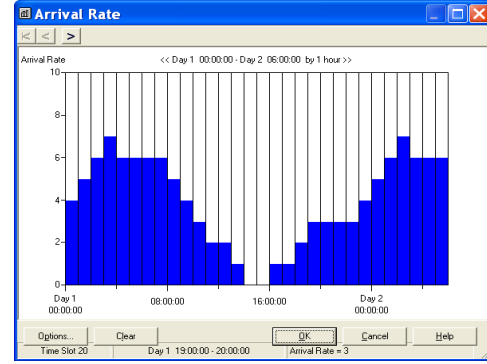 Arrival Rate
Arrival Rate
<< Day 1 00:00:00 - Day 2 06:00:00 by 1 hour >>
10
8
6
4
2
0
Day 1 00:00:00
08:00:00
16:00:00
Day 2 00:00:00
Options... Clear OK Cancel Help
Time Slot 20 Day 1 19:00:00 - 20:00:00 Arrival Rate = 3